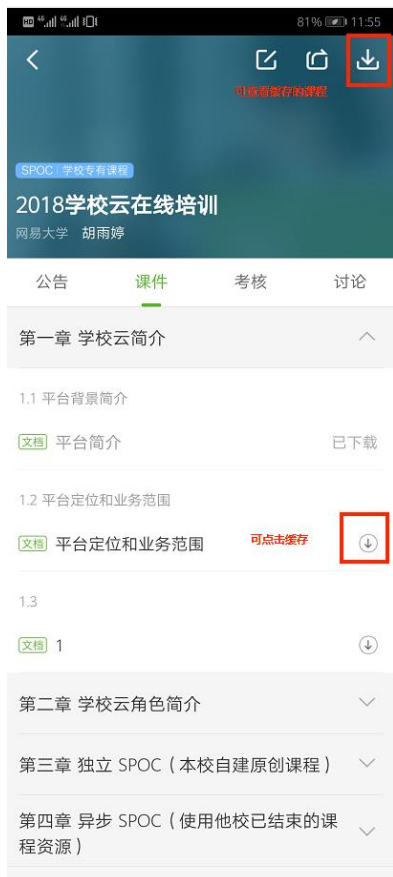 HD 46 46 81% 11:55
可查看缓存的课程
SPOC 学校专有课程
2018学校云在线培训
网易大学 胡雨婷
公告 课件 考核 讨论
第一章 学校云简介
1.1 平台背景简介
文档 平台简介 已下载
1.2 平台定位和业务范围
文档 平台定位和业务范围 可点击缓存
1.3
文档 1
第二章 学校云角色简介
第三章 独立 SPOC（本校自建原创课程）
第四章 异步 SPOC（使用他校已结束的课
程资源）